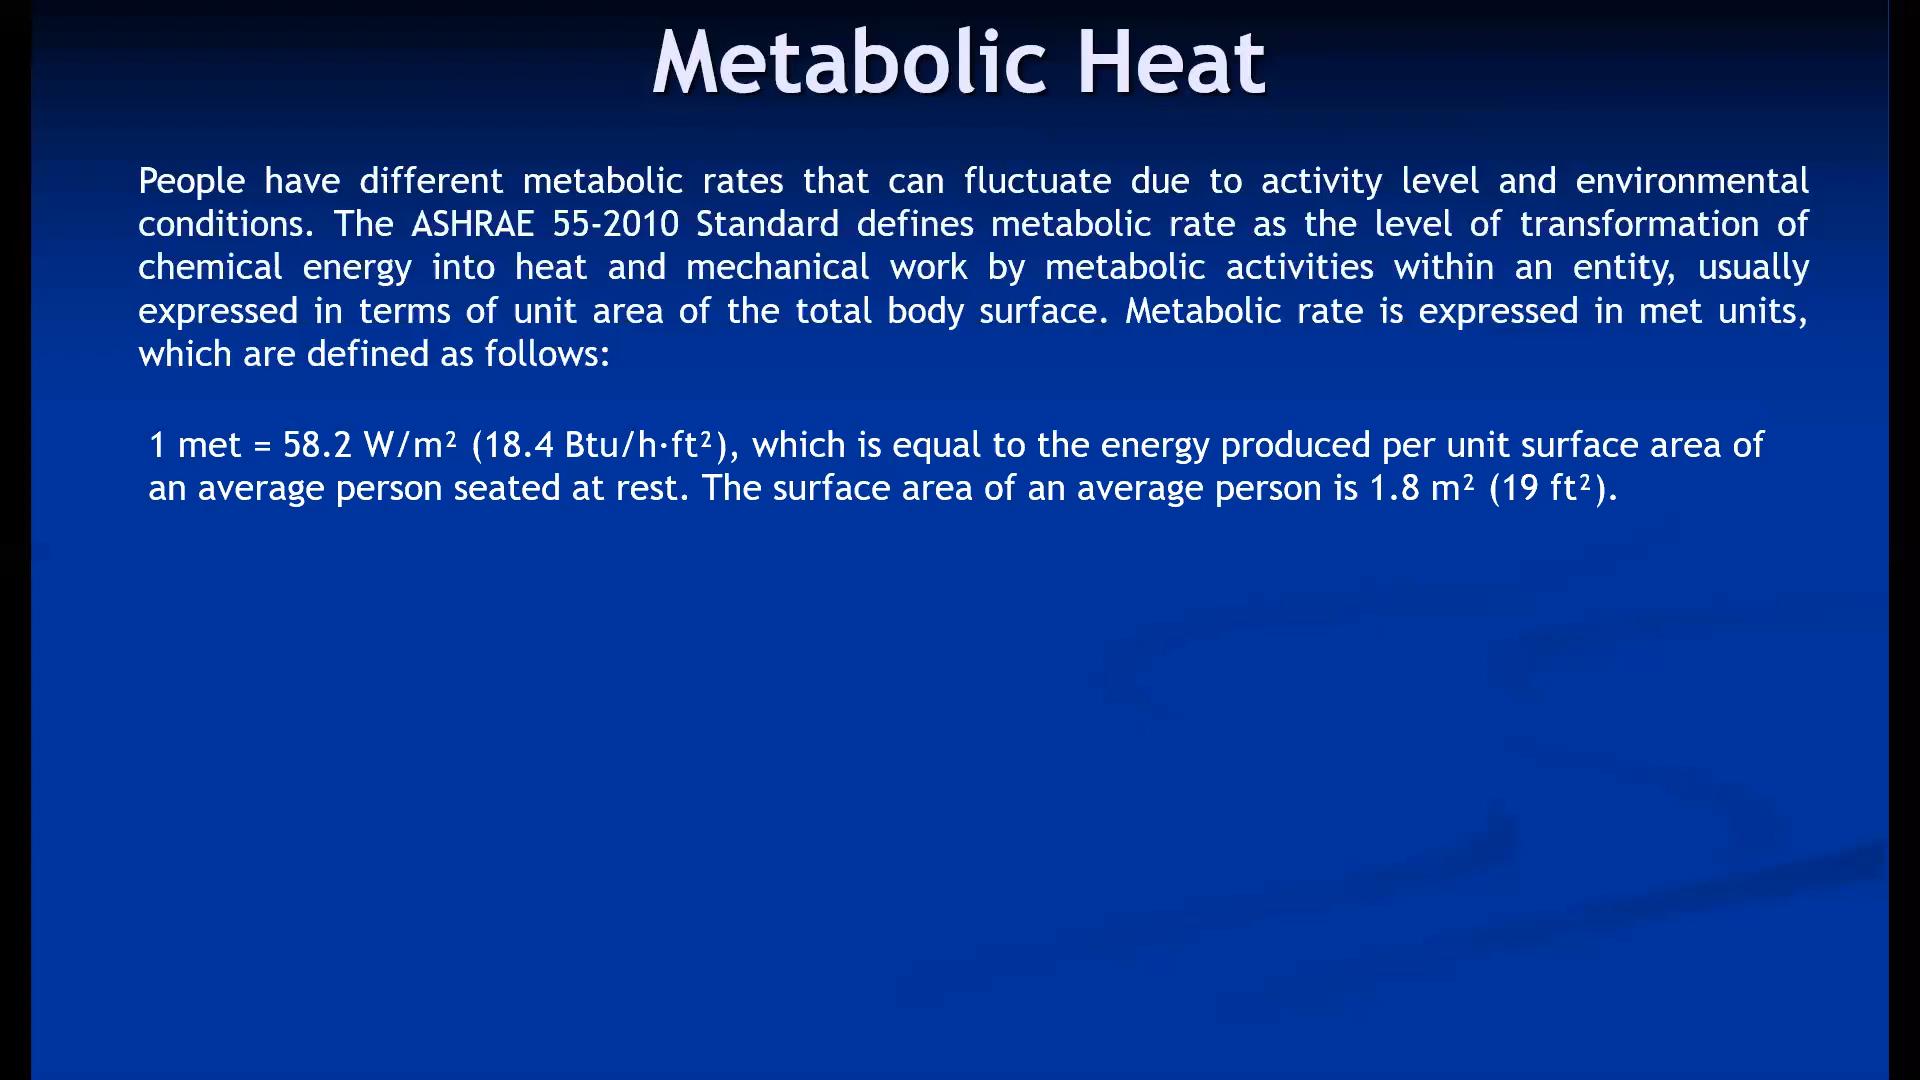 Metabolic Heat
People have different metabolic rates that can fluctuate due to activity level and environmental
conditions. The ASHRAE 55-2010 Standard defines metabolic rate as the level of transformation of
chemical energy into heat and mechanical work by metabolic activities within an entity, usually
expressed in terms of unit area of the total body surface. Metabolic rate is expressed in met units,
which are defined as follows:
1 met = 58.2 W/m² (18.4 Btu/h·ft²), which is equal to the energy produced per unit surface area of
an average person seated at rest. The surface area of an average person is 1.8 m² (19 ft²).